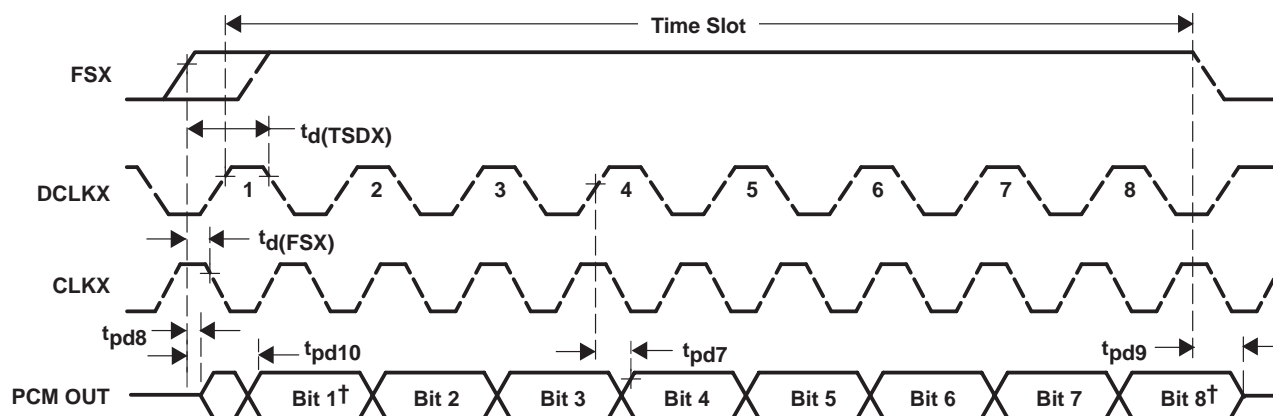 Time Slot
FSX
td(TSDX)
DCLKX
1 2 3 4 5 6 7 8
td(FSX)
CLKX
tpd8
tpd10
tpd7
tpd9
PCM OUT
Bit 1† Bit 2 Bit 3 Bit 4 Bit 5 Bit 6 Bit 7 Bit 8†